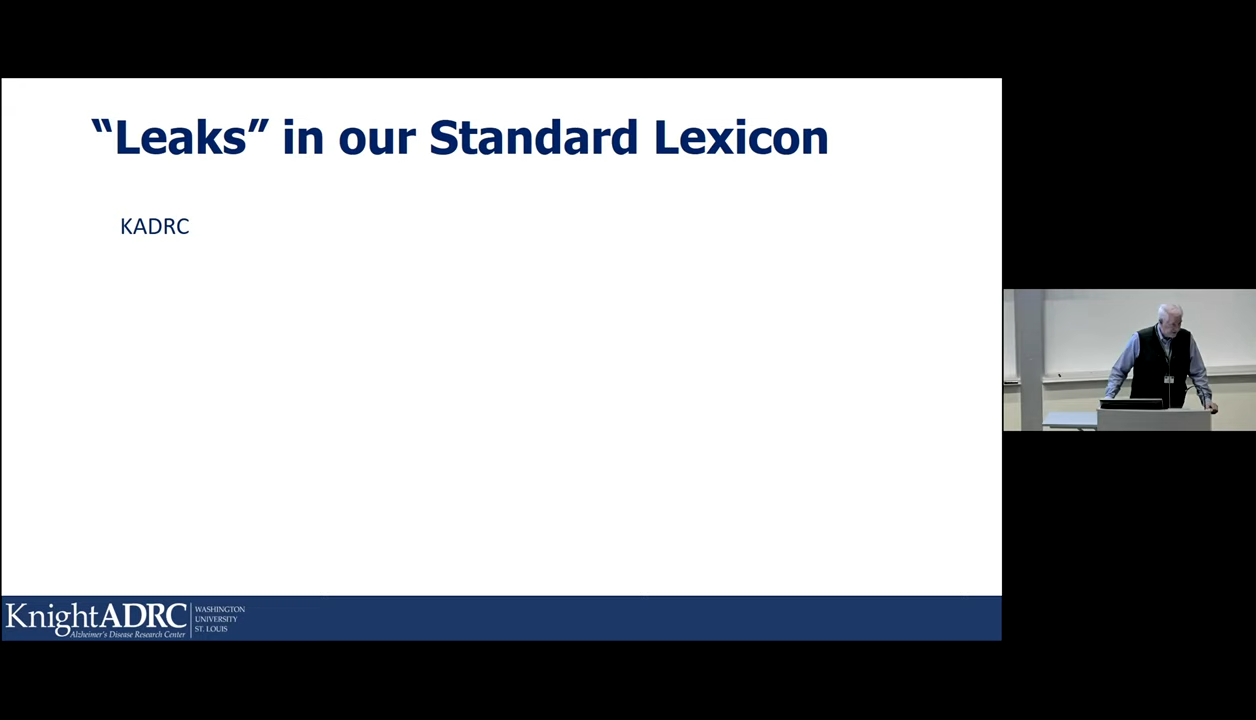 “Leaks” in our Standard Lexicon
KADRC
KnightADRC
Alzheimer's Disease Research Center
WASHINGTON
UNIVERSITY
ST. LOUIS